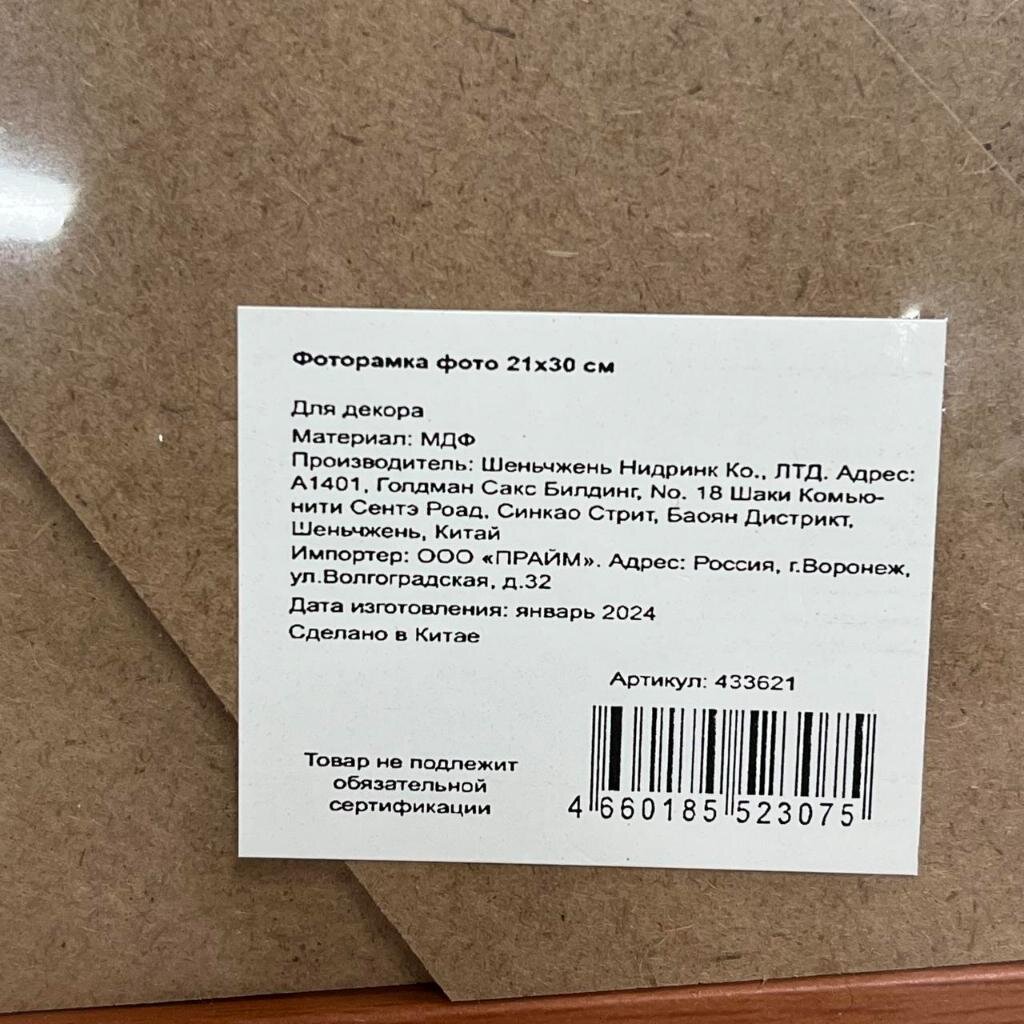 Фоторамка фото 21х30 см
Для декора
Материал: МДФ
Производитель: Шеньчжень Нидринк Ко., ЛТД. Адрес:
А1401, Голдман Сакс Билдинг, No. 18 Шаки Комью-
нити Сентэ Роад, Синкао Стрит, Баоян Дистрикт,
Шеньчжень, Китай
Импортер: ООО «ПРАЙМ». Адрес: Россия, г.Воронеж,
ул.Волгоградская, д.32
Дата изготовления: январь 2024
Сделано в Китае
Артикул: 433621
Товар не подлежит
обязательной
сертификации
4 660185 523075